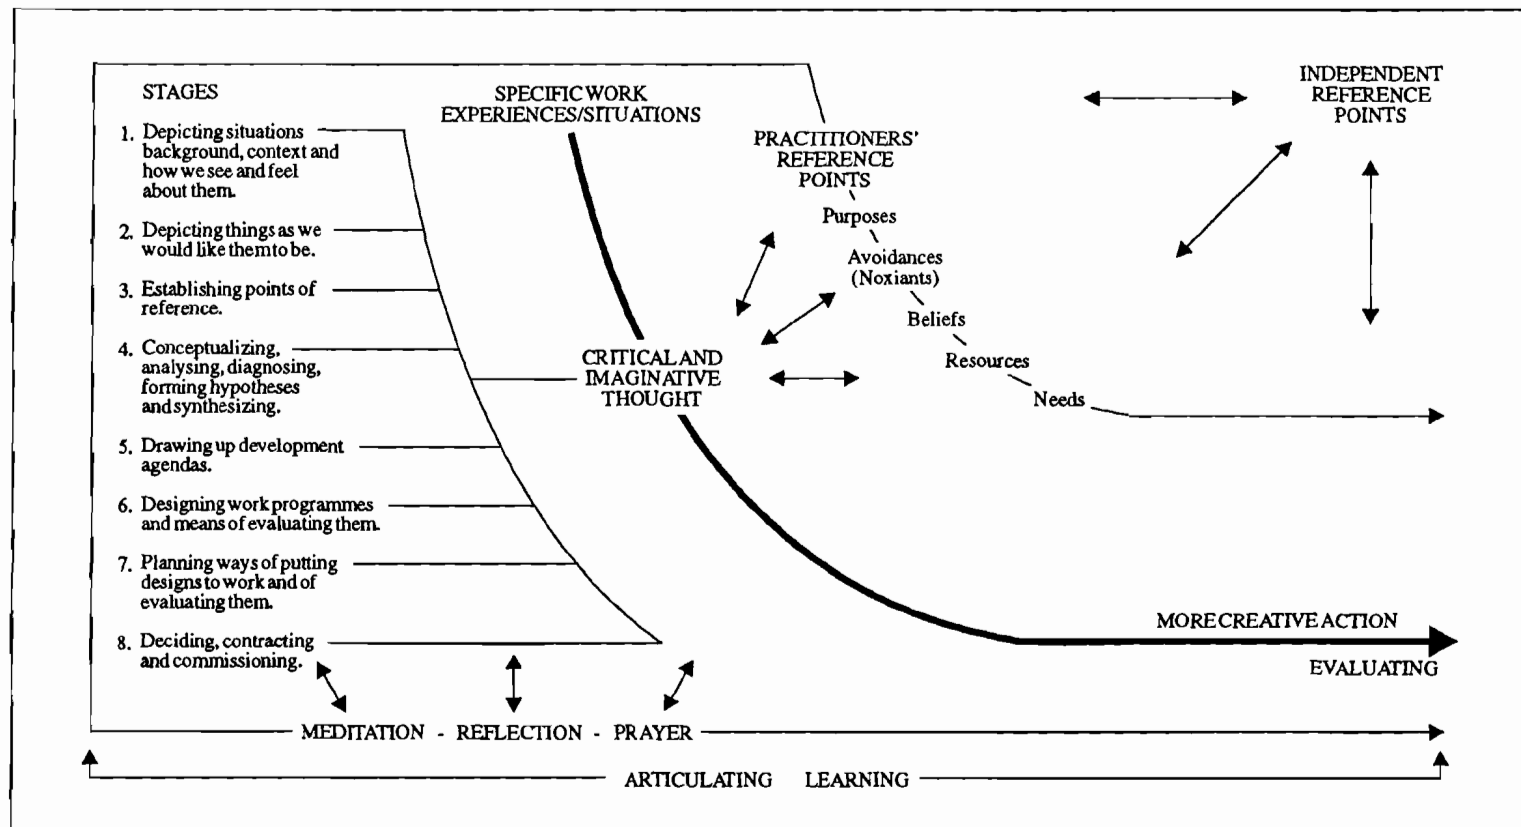 STAGES
1. Depicting situations
background, context and
how we see and feel
about them.
2. Depicting things as we
would like them to be.
3. Establishing points of
reference.
4. Conceptualizing,
analysing, diagnosing,
forming hypotheses
and synthesizing.
5. Drawing up development
agendas.
6. Designing work programmes
and means of evaluating them.
7. Planning ways of putting
designs to work and of
evaluating them.
8. Deciding, contracting
and commissioning.
SPECIFIC WORK
EXPERIENCES/SITUATIONS
CRITICAL AND
IMAGINATIVE
THOUGHT
PRACTITIONERS'
REFERENCE
POINTS
Purposes
Avoidances
(Noxiants)
Beliefs
Resources
Needs
INDEPENDENT
REFERENCE
POINTS
MORE CREATIVE ACTION
EVALUATING
MEDITATION - REFLECTION - PRAYER
ARTICULATING LEARNING